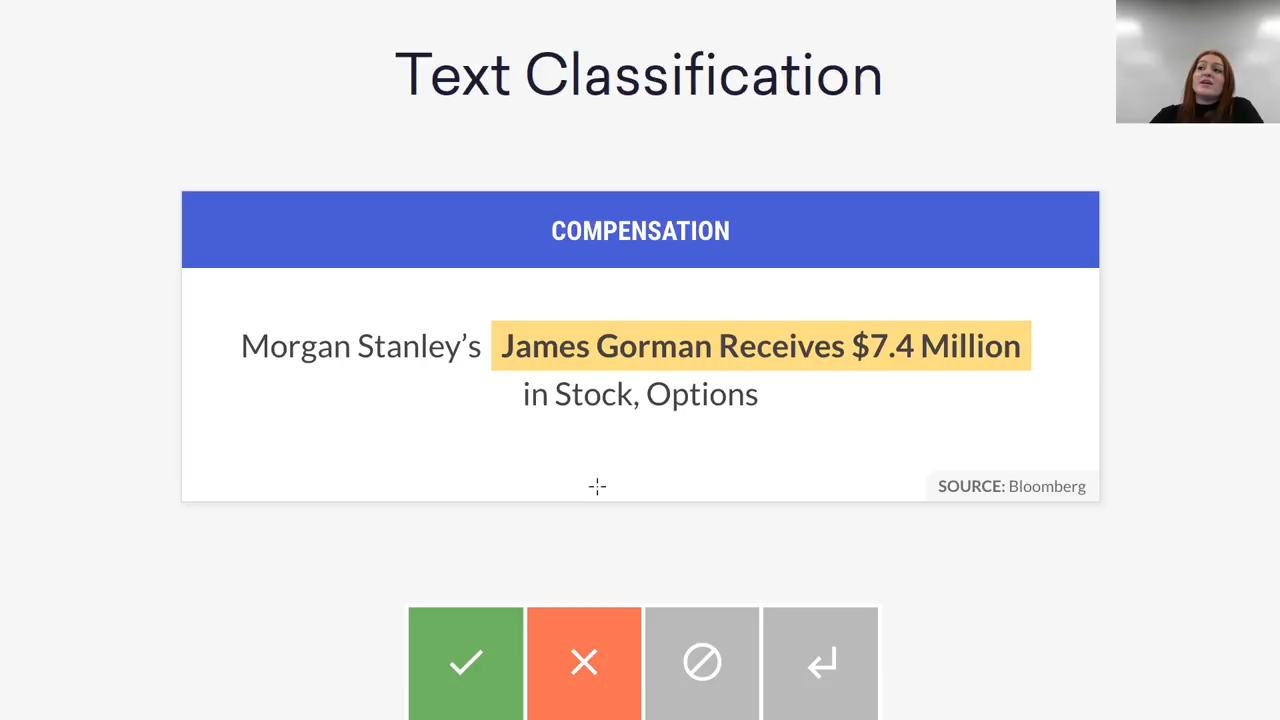 Text Classification
COMPENSATION
Morgan Stanley’s James Gorman Receives $7.4 Million
in Stock, Options
SOURCE: Bloomberg